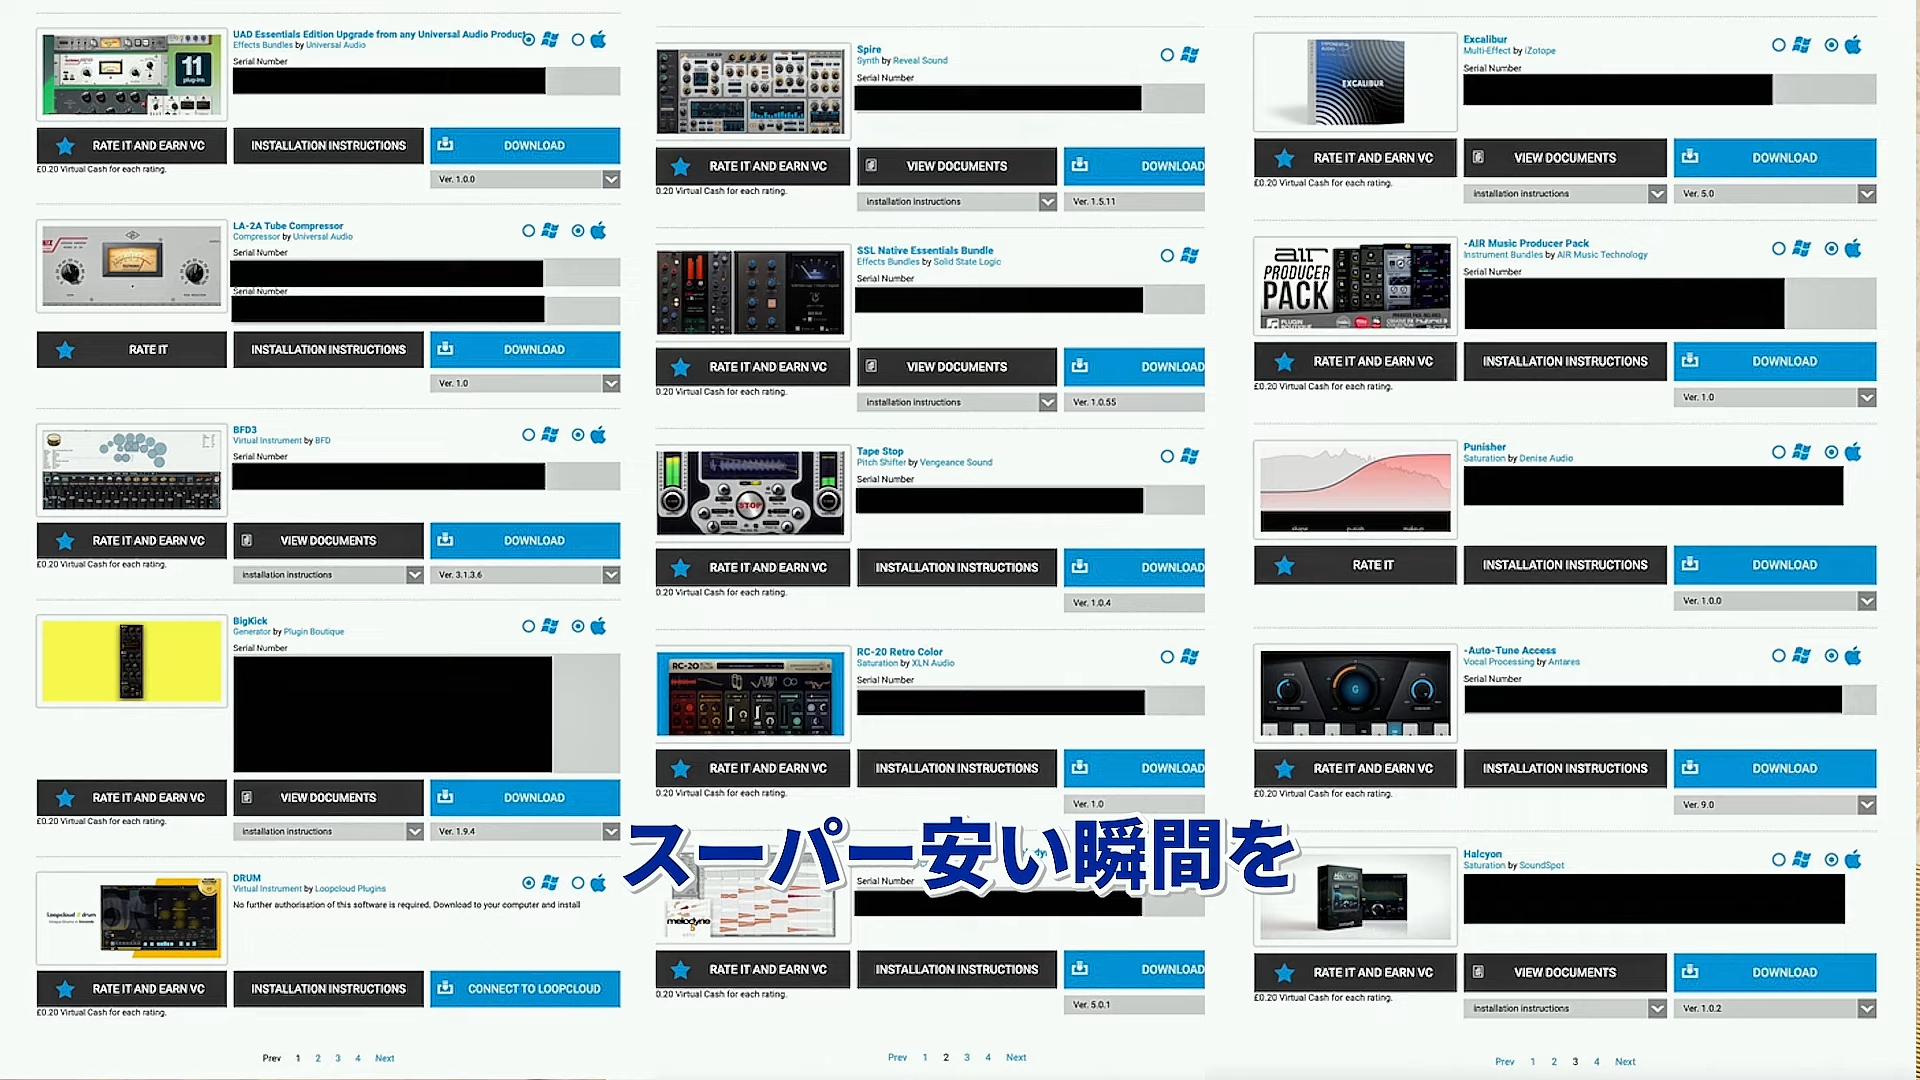 UAD Essentials Edition Upgrade from any Universal Audio Product
Effects Bundles by Universal Audio
Serial Number
11
plug-ins
RATE IT AND EARN VC
INSTALLATION INSTRUCTIONS
DOWNLOAD
£0.20 Virtual Cash for each rating.
Ver. 1.0.0
LA-2A Tube Compressor
Compressor by Universal Audio
Serial Number
Serial Number
RATE IT
INSTALLATION INSTRUCTIONS
DOWNLOAD
Ver. 1.0
BFD3
Virtual Instrument by BFD
Serial Number
RATE IT AND EARN VC
VIEW DOCUMENTS
DOWNLOAD
£0.20 Virtual Cash for each rating.
installation instructions
Ver. 3.1.3.6
BigKick
Generator by Plugin Boutique
Serial Number
RATE IT AND EARN VC
VIEW DOCUMENTS
DOWNLOAD
£0.20 Virtual Cash for each rating.
installation instructions
Ver. 1.9.4
DRUM
Virtual Instrument by Loopcloud Plugins
No further authorisation of this software is required. Download to your computer and install
Loopcloud drum
RATE IT AND EARN VC
INSTALLATION INSTRUCTIONS
CONNECT TO LOOPCLOUD
£0.20 Virtual Cash for each rating.
Prev 1 2 3 4 Next
Spire
Synth by Reveal Sound
Serial Number
RATE IT AND EARN VC
VIEW DOCUMENTS
DOWNLOAD
0.20 Virtual Cash for each rating.
installation instructions
Ver. 1.5.11
SSL Native Essentials Bundle
Effects Bundles by Solid State Logic
Serial Number
RATE IT AND EARN VC
VIEW DOCUMENTS
DOWNLOAD
0.20 Virtual Cash for each rating.
installation instructions
Ver. 1.0.55
Tape Stop
Pitch Shifter by Vengeance Sound
Serial Number
STOP
RATE IT AND EARN VC
INSTALLATION INSTRUCTIONS
DOWNLOAD
0.20 Virtual Cash for each rating.
Ver. 1.0.4
RC-20 Retro Color
Saturation by XLN Audio
Serial Number
RC-20
RATE IT AND EARN VC
INSTALLATION INSTRUCTIONS
DOWNLOAD
0.20 Virtual Cash for each rating.
Ver. 1.0
スーパー安い瞬間を
Serial Number
melodyne
RATE IT AND EARN VC
INSTALLATION INSTRUCTIONS
DOWNLOAD
0.20 Virtual Cash for each rating.
Ver. 5.0.1
Prev 1 2 3 4 Next
Excalibur
Multi-Effect by iZotope
Serial Number
EXCALIBUR
RATE IT AND EARN VC
VIEW DOCUMENTS
DOWNLOAD
£0.20 Virtual Cash for each rating.
installation instructions
Ver. 5.0
-AIR Music Producer Pack
Instrument Bundles by AIR Music Technology
Serial Number
air
PRODUCER
PACK
RATE IT AND EARN VC
INSTALLATION INSTRUCTIONS
DOWNLOAD
£0.20 Virtual Cash for each rating.
Ver. 1.0
Punisher
Saturation by Denise Audio
shape punish makeup
RATE IT
INSTALLATION INSTRUCTIONS
DOWNLOAD
Ver. 1.0.0
-Auto-Tune Access
Vocal Processing by Antares
Serial Number
G
RATE IT AND EARN VC
INSTALLATION INSTRUCTIONS
DOWNLOAD
£0.20 Virtual Cash for each rating.
Ver. 9.0
Halcyon
Saturation by SoundSpot
RATE IT AND EARN VC
VIEW DOCUMENTS
DOWNLOAD
£0.20 Virtual Cash for each rating.
installation instructions
Ver. 1.0.2
Prev 1 2 3 4 Next